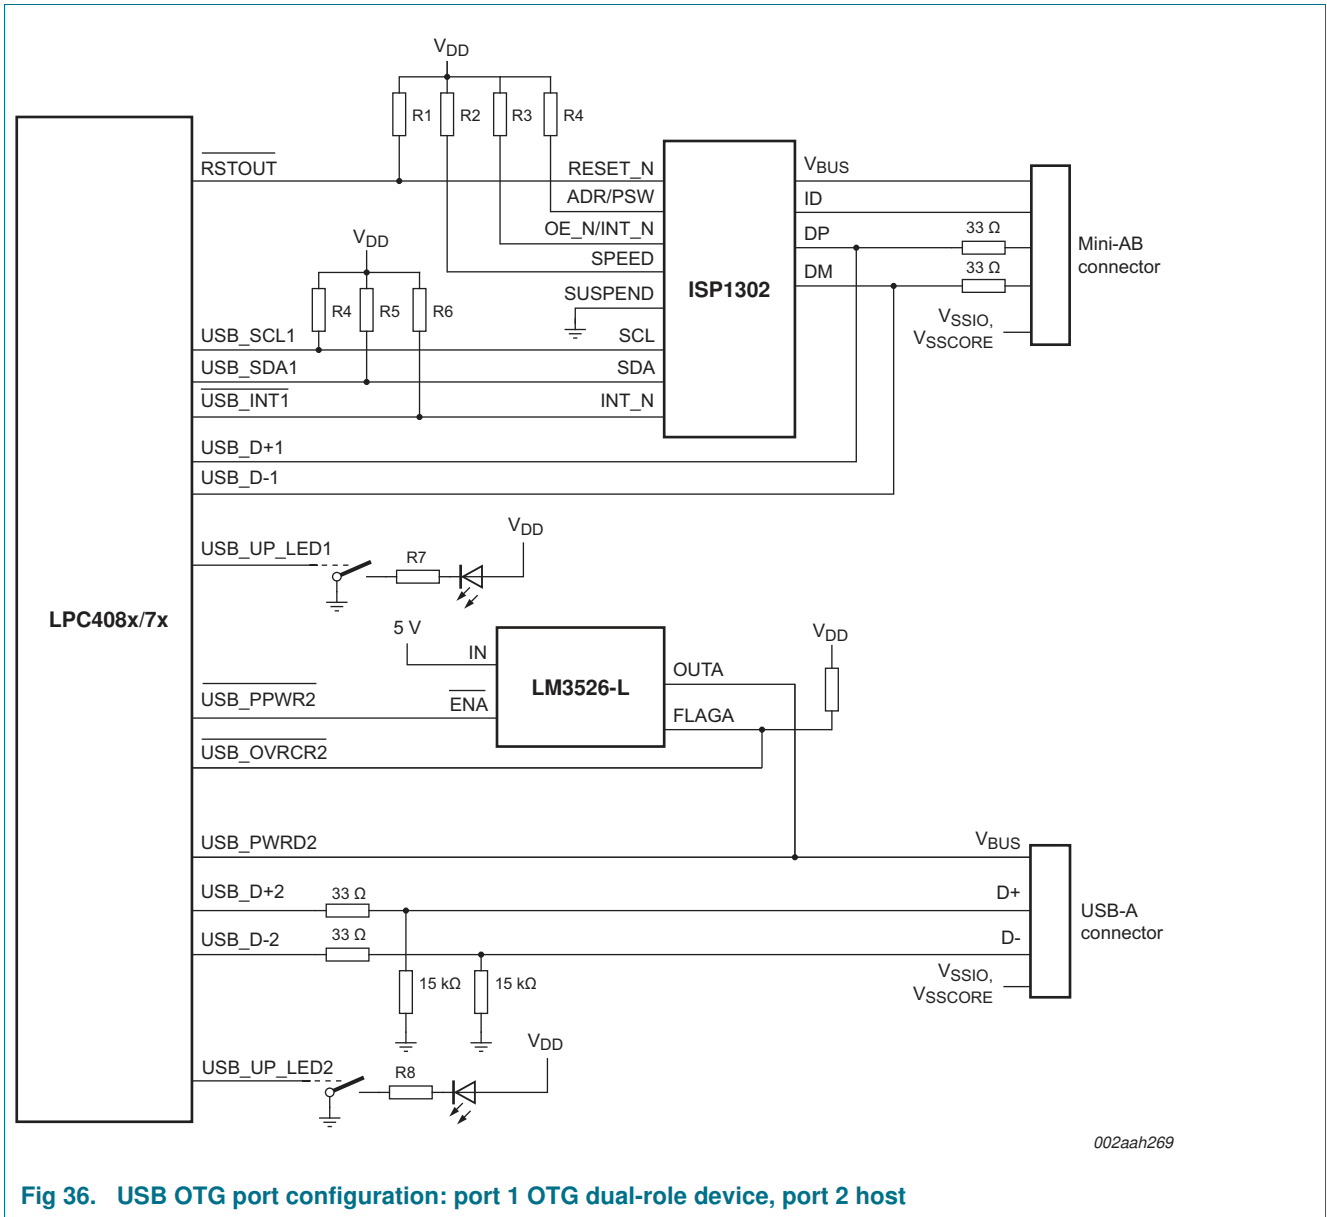 VDD
R1
R2
R3
R4
RSTOUT
RESET_N
ADR/PSW
OE_N/INT_N
SPEED
SUSPEND
VDD
R4
R5
R6
USB_SCL1
SCL
USB_SDA1
SDA
USB_INT1
INT_N
ISP1302
VBUS
ID
DP
33 Ω
DM
33 Ω
VSSIO,
VSSCORE
Mini-AB
connector
USB_D+1
USB_D-1
USB_UP_LED1
R7
VDD
LPC408x/7x
5 V
IN
LM3526-L
OUTA
VDD
USB_PPWR2
ENA
FLAGA
USB_OVRCR2
USB_PWRD2
VBUS
USB_D+2
33 Ω
D+
USB-A
connector
USB_D-2
33 Ω
D-
15 kΩ
15 kΩ
VSSIO,
VSSCORE
USB_UP_LED2
R8
VDD
002aah269
Fig 36. USB OTG port configuration: port 1 OTG dual-role device, port 2 host